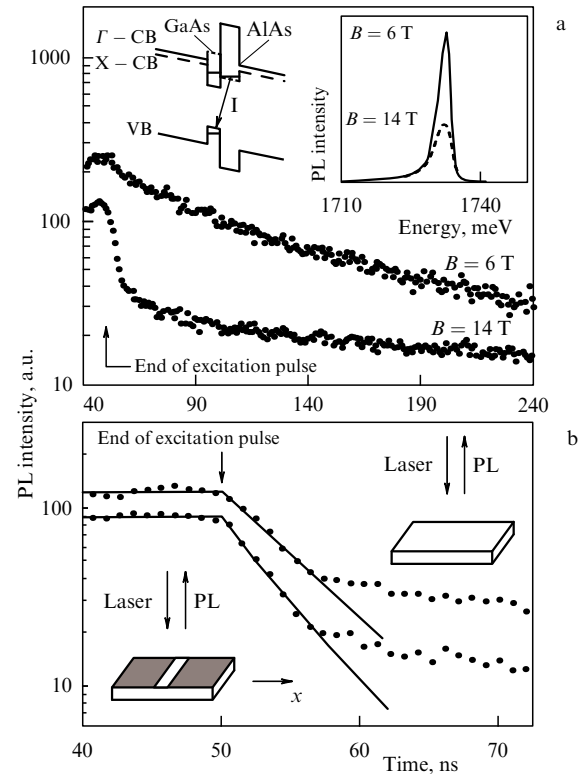 a
GaAs
AlAs
Γ – CB
X – CB
I
VB
PL intensity
B = 6 T
B = 14 T
1710
1740
Energy, meV
1000
100
10
B = 6 T
B = 14 T
End of excitation pulse
40
90
140
190
240
PL intensity, a.u.
b
End of excitation pulse
Laser
PL
100
Laser
PL
x
10
40
50
60
70
Time, ns